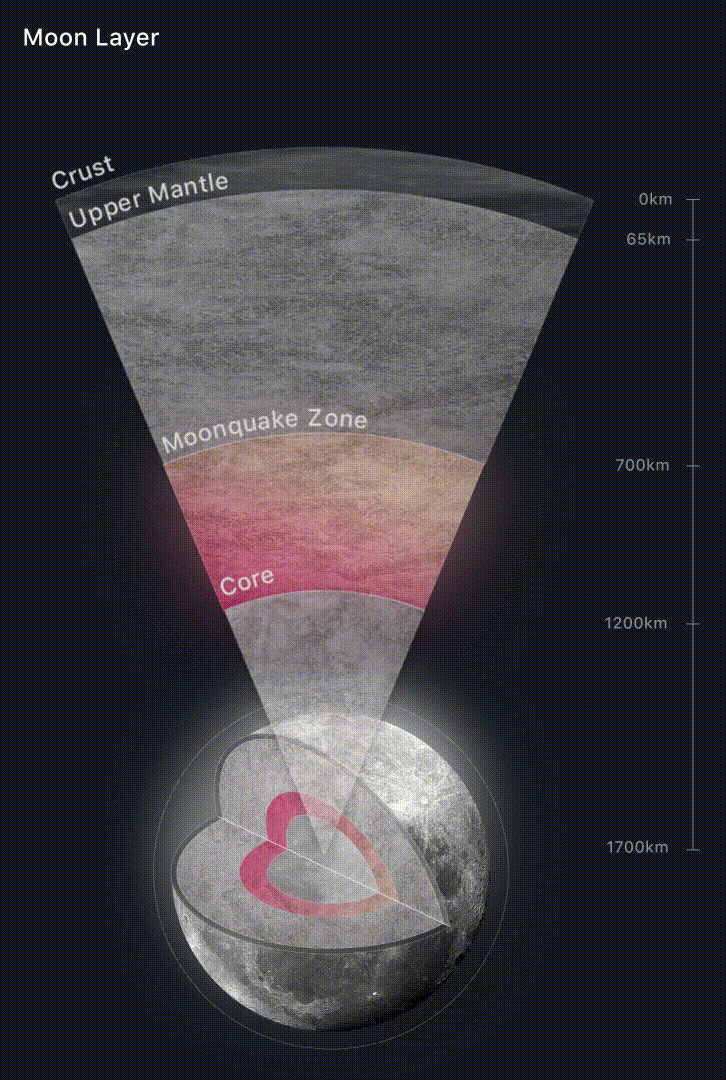 Moon Layer
Crust
Upper Mantle
Moonquake Zone
Core
0km
65km
700km
1200km
1700km